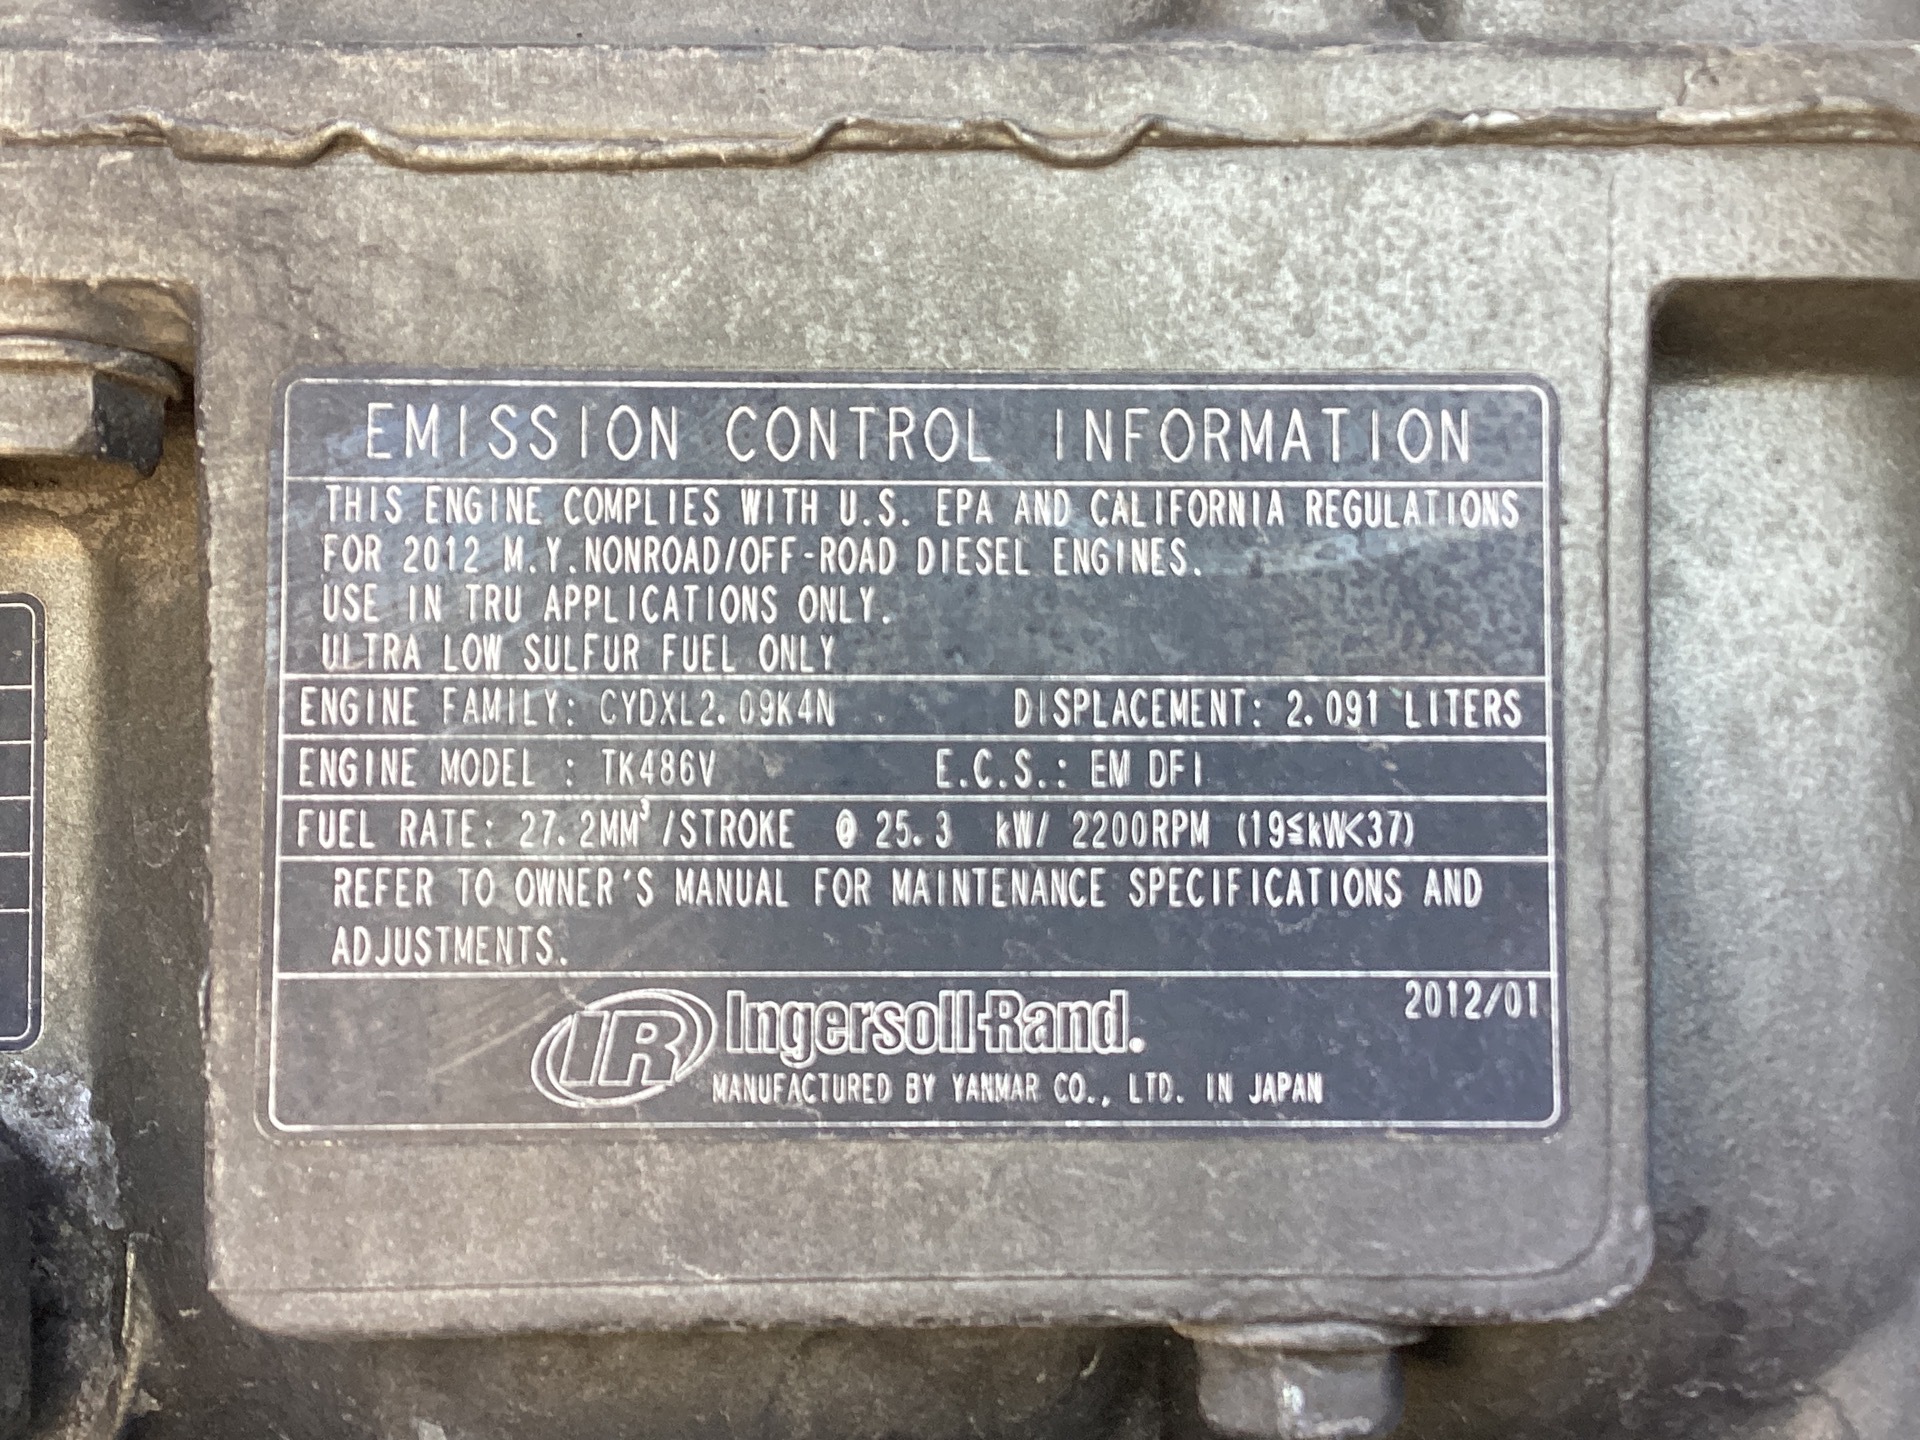 EMISSION CONTROL INFORMATION
THIS ENGINE COMPLIES WITH U.S. EPA AND CALIFORNIA REGULATIONS
FOR 2012 M.Y.NONROAD/OFF-ROAD DIESEL ENGINES.
USE IN TRU APPLICATIONS ONLY.
ULTRA LOW SULFUR FUEL ONLY
ENGINE FAMILY: CYDXL2.09K4N DISPLACEMENT: 2.091 LITERS
ENGINE MODEL : TK486V E.C.S.: EM DFI
FUEL RATE: 27.2MM³/STROKE @ 25.3 kW/ 2200RPM (19≦kW<37)
REFER TO OWNER'S MANUAL FOR MAINTENANCE SPECIFICATIONS AND
ADJUSTMENTS.
2012/01
IR Ingersoll-Rand.
MANUFACTURED BY YANMAR CO., LTD. IN JAPAN